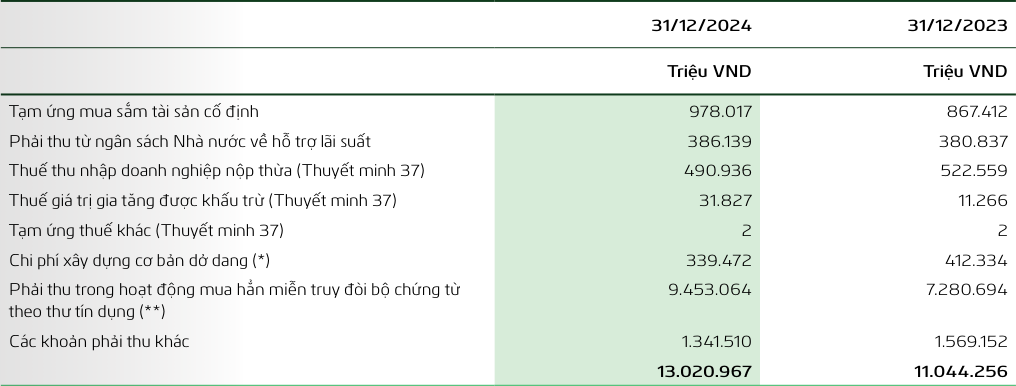 31/12/2024 31/12/2023
Triệu VND Triệu VND
Tạm ứng mua sắm tài sản cố định 978.017 867.412
Phải thu từ ngân sách Nhà nước về hỗ trợ lãi suất 386.139 380.837
Thuế thu nhập doanh nghiệp nộp thừa (Thuyết minh 37) 490.936 522.559
Thuế giá trị gia tăng được khấu trừ (Thuyết minh 37) 31.827 11.266
Tạm ứng thuế khác (Thuyết minh 37) 2 2
Chi phí xây dựng cơ bản dở dang (*) 339.472 412.334
Phải thu trong hoạt động mua hẳn miễn truy đòi bộ chứng từ 9.453.064 7.280.694
theo thư tín dụng (**)
Các khoản phải thu khác 1.341.510 1.569.152
13.020.967 11.044.256